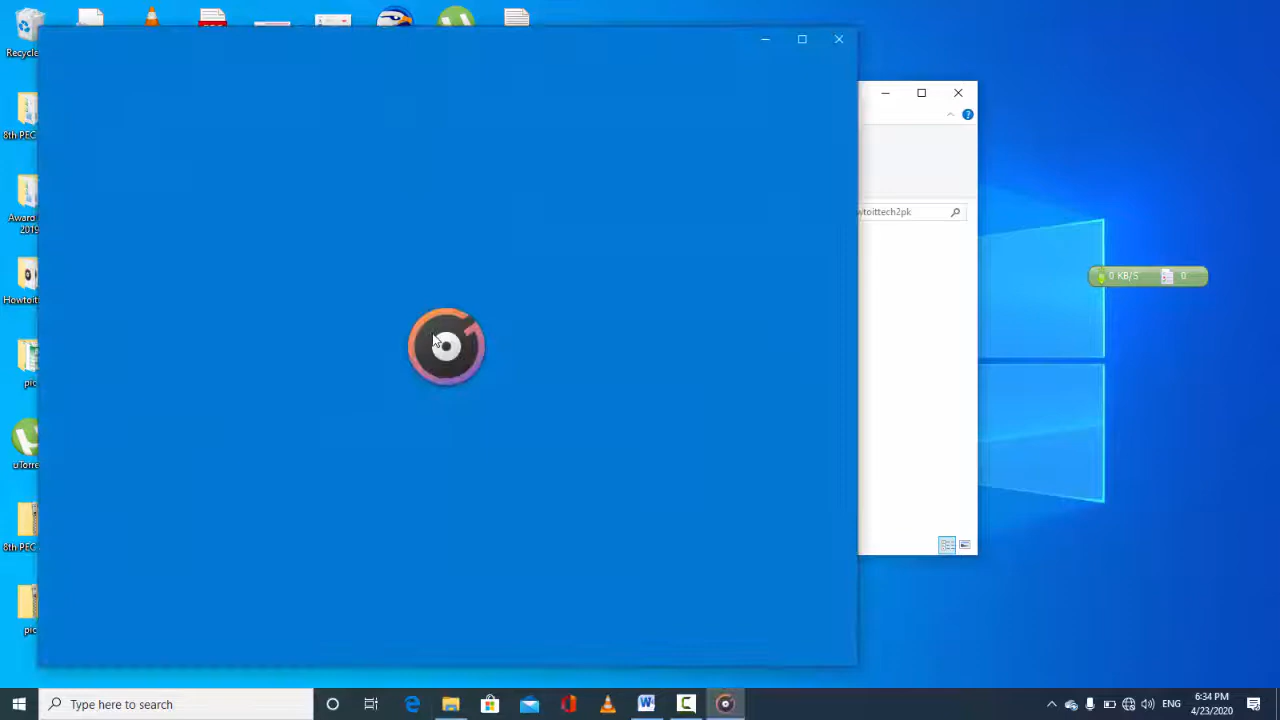 Recycle
8th PEC
Award
2019
Howtoit
pic
uTorre
8th PEC
pic
ytoittech2pk
0 KB/S 0
Type here to search
ENG
6:34 PM
4/23/2020